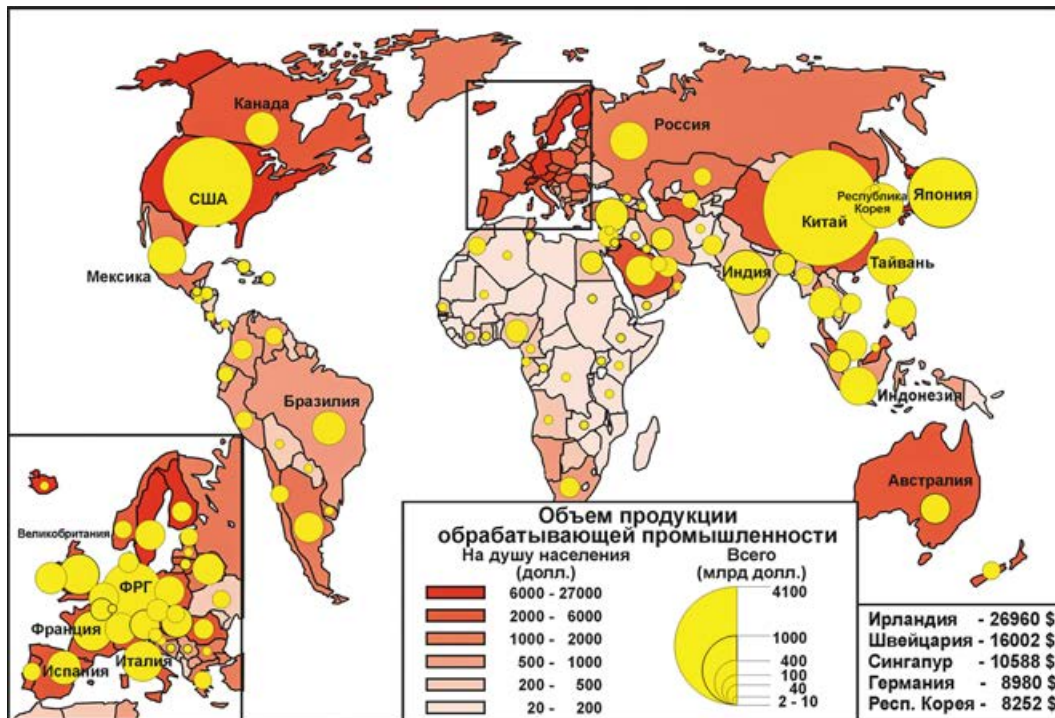 Канада
Россия
США
Республика
Корея
Япония
Китай
Мексика
Индия
Тайвань
Бразилия
Индонезия
Австралия
Великобритания
ФРГ
Франция
Испания
Италия
Объем продукции
обрабатывающей промышленности
На душу населения
(долл.)
6000 - 27000
2000 - 6000
1000 - 2000
500 - 1000
200 - 500
20 - 200
Всего
(млрд долл.)
4100
1000
400
100
40
2 - 10
Ирландия - 26960 $
Швейцария - 16002 $
Сингапур - 10588 $
Германия - 8980 $
Респ. Корея - 8252 $